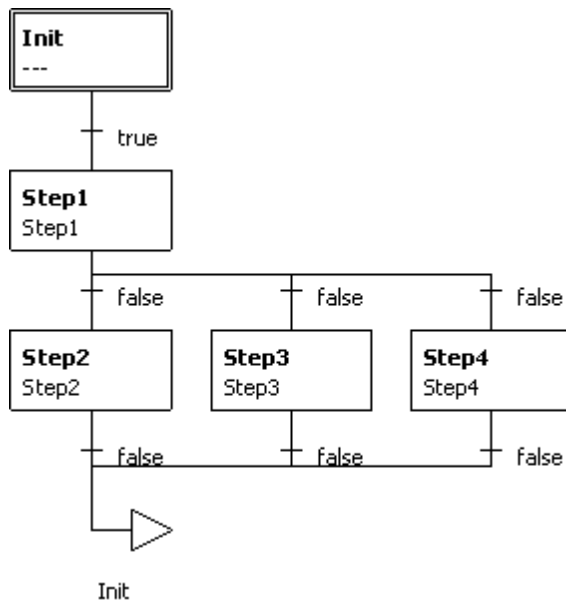 Init
---
true
Step1
Step1
false
false
false
Step2
Step2
Step3
Step3
Step4
Step4
false
false
false
Init